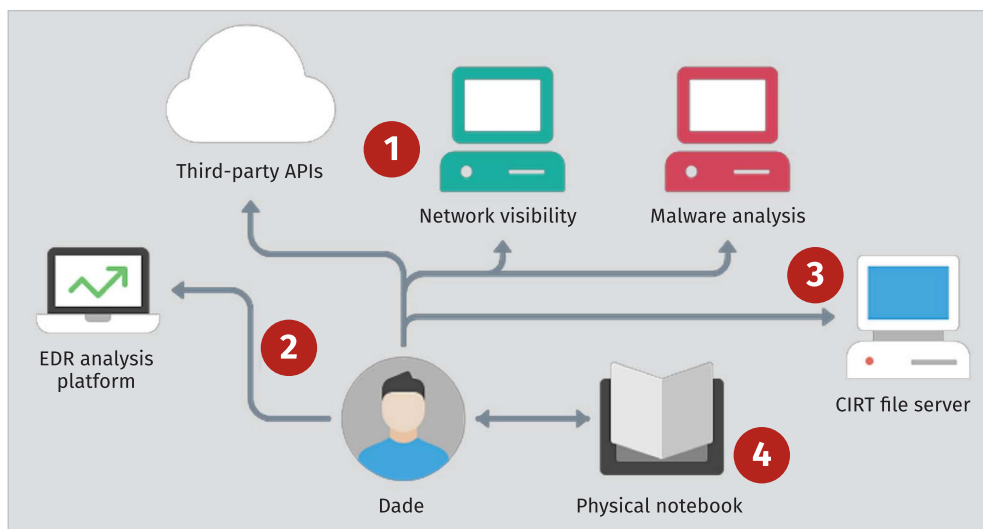 Third-party APIs
1
Network visibility
Malware analysis
3
EDR analysis
platform
2
CIRT file server
4
Dade
Physical notebook